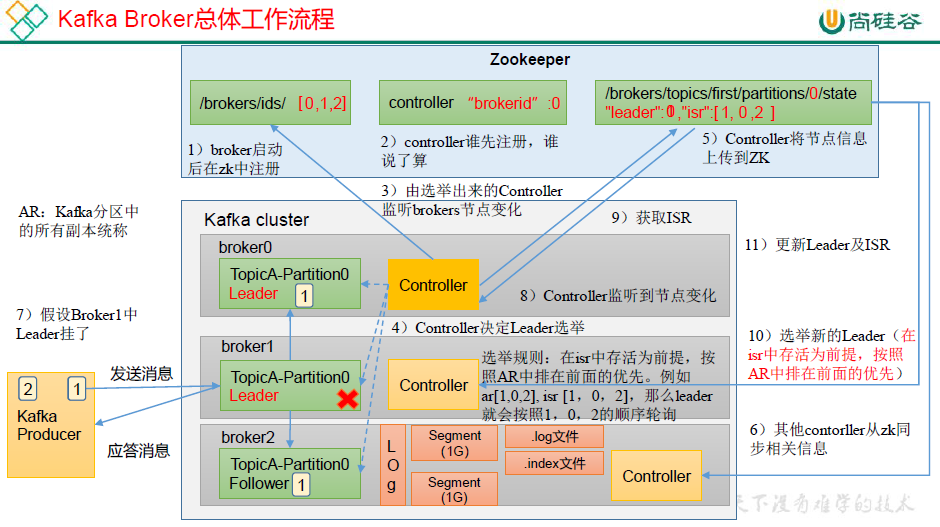 Kafka Broker总体工作流程
尚硅谷
Zookeeper
/brokers/ids/ [0,1,2]
controller “brokerid”:0
/brokers/topics/first/partitions/0/state
"leader": ,"isr":[1, 0 ,2 ]
1）broker启动
后在zk中注册
2）controller谁先注册，谁
说了算
5）Controller将节点信息
上传到ZK
3）由选举出来的Controller
监听brokers节点变化
AR：Kafka分区中
的所有副本统称
Kafka cluster
9）获取ISR
broker0
TopicA-Partition0
Leader 1
Controller
11）更新Leader及ISR
8）Controller监听到节点变化
7）假设Broker1中
Leader挂了
4）Controller决定Leader选举
broker1
TopicA-Partition0
Leader
Controller
选举规则：在isr中存活为前提，按
照AR中排在前面的优先。例如
ar[1,0,2], isr [1，0，2]，那么leader
就会按照1，0，2的顺序轮询
10）选举新的Leader（在
isr中存活为前提，按照
AR中排在前面的优先）
发送消息
2 1
Kafka
Producer
应答消息
broker2
TopicA-Partition0
Follower 1
LOg
Segment
(1G)
Segment
(1G)
.log文件
.index文件
Controller
6）其他contorller从zk同
步相关信息
天下没有难学的技术